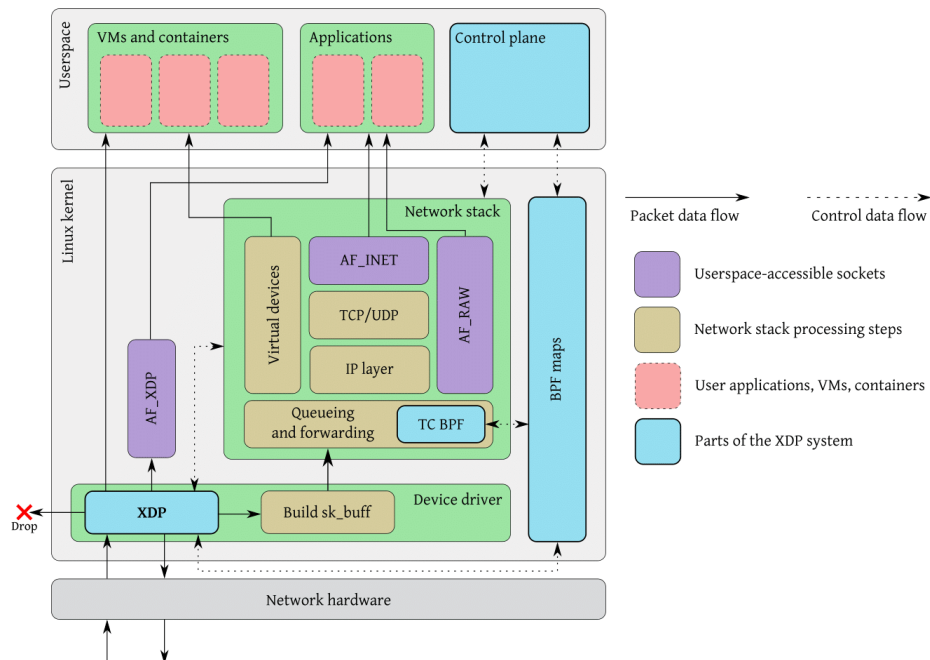 Userspace
VMs and containers
Applications
Control plane
Linux kernel
Network stack
Virtual devices
AF_INET
TCP/UDP
IP layer
AF_RAW
BPF maps
AF_XDP
Queueing
and forwarding
TC BPF
Device driver
XDP
Build sk_buff
Drop
Network hardware
Packet data flow
Control data flow
Userspace-accessible sockets
Network stack processing steps
User applications, VMs, containers
Parts of the XDP system